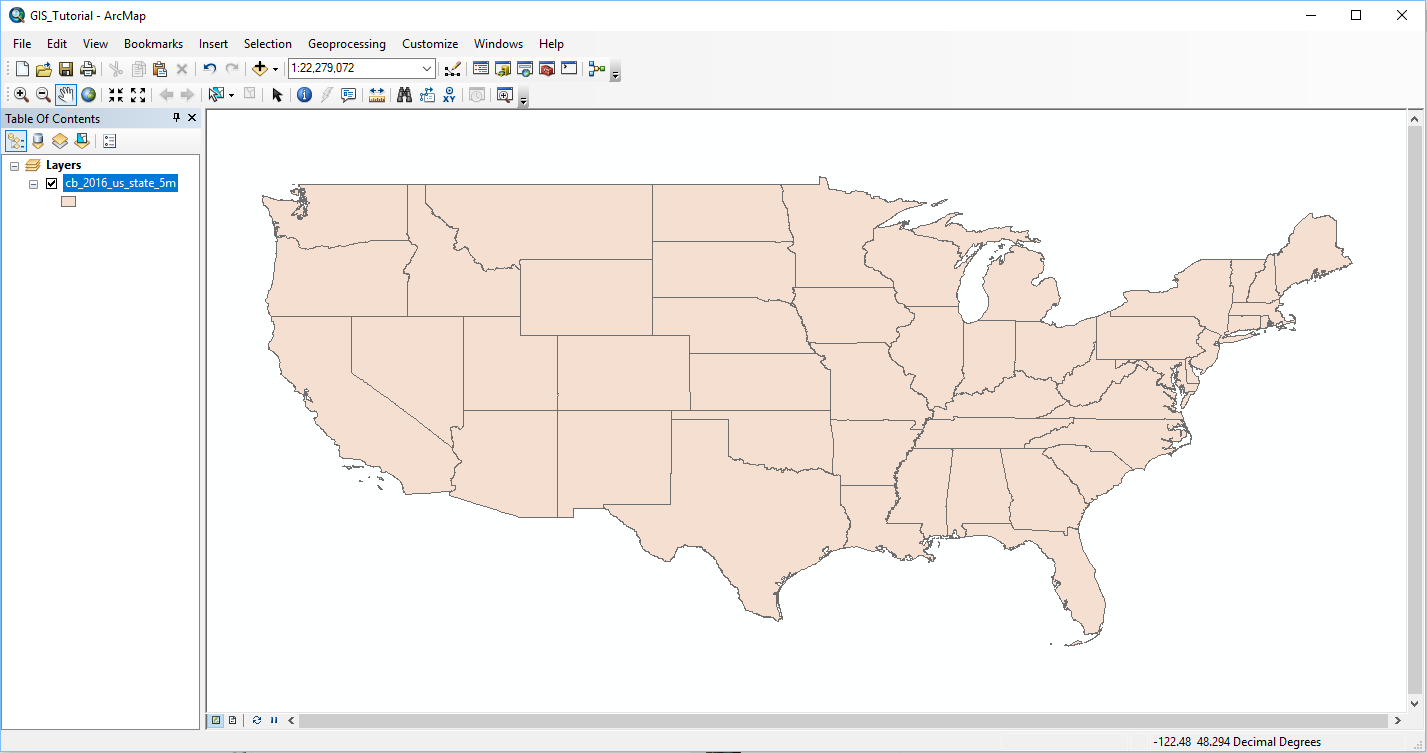 GIS_Tutorial - ArcMap
File Edit View Bookmarks Insert Selection Geoprocessing Customize Windows Help
1:22,279,072
XY
Table Of Contents
Layers
cb_2016_us_state_5m
-122.48 48.294 Decimal Degrees